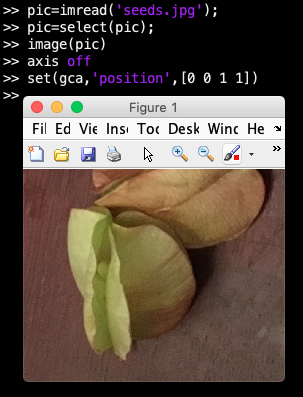 >> pic=imread('seeds.jpg');
>> pic=select(pic);
>> image(pic)
>> axis off
>> set(gca,'position',[0 0 1 1])
>>
Figure 1
Fil Ed Vie Inse Too Desk Wind He